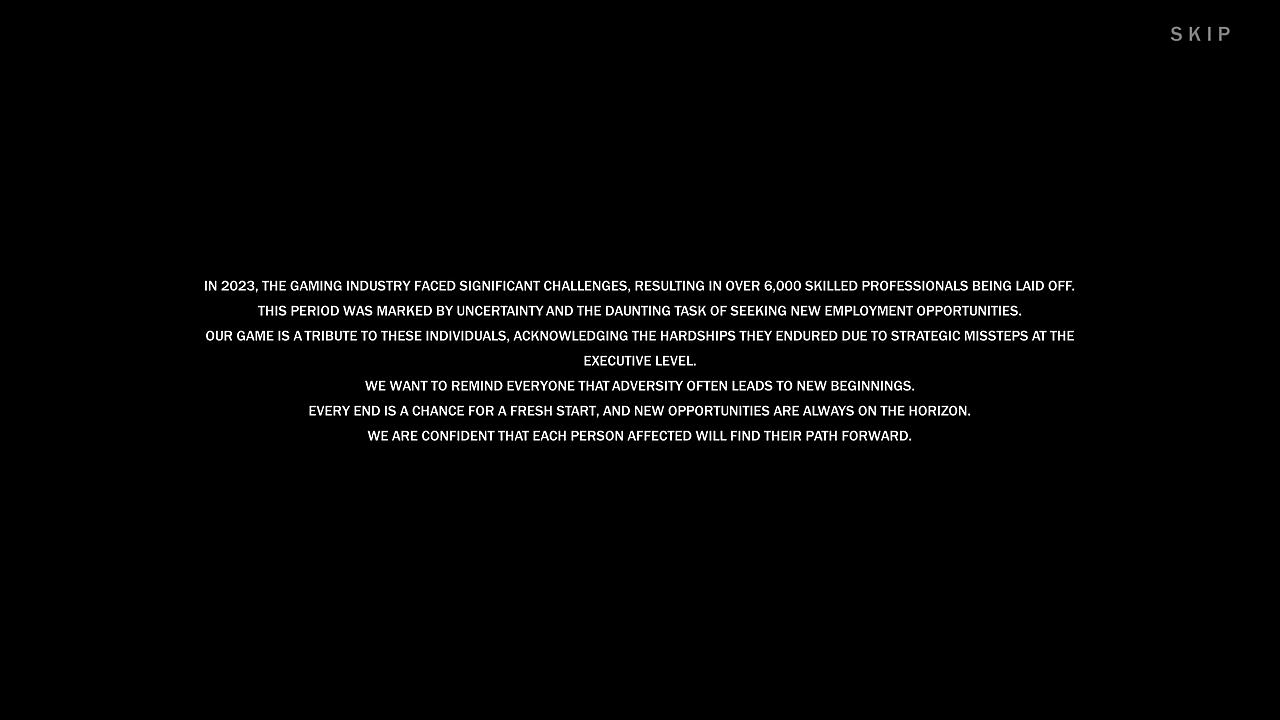 SKIP
IN 2023, THE GAMING INDUSTRY FACED SIGNIFICANT CHALLENGES, RESULTING IN OVER 6,000 SKILLED PROFESSIONALS BEING LAID OFF.
THIS PERIOD WAS MARKED BY UNCERTAINTY AND THE DAUNTING TASK OF SEEKING NEW EMPLOYMENT OPPORTUNITIES.
OUR GAME IS A TRIBUTE TO THESE INDIVIDUALS, ACKNOWLEDGING THE HARDSHIPS THEY ENDURED DUE TO STRATEGIC MISSTEPS AT THE
EXECUTIVE LEVEL.
WE WANT TO REMIND EVERYONE THAT ADVERSITY OFTEN LEADS TO NEW BEGINNINGS.
EVERY END IS A CHANCE FOR A FRESH START, AND NEW OPPORTUNITIES ARE ALWAYS ON THE HORIZON.
WE ARE CONFIDENT THAT EACH PERSON AFFECTED WILL FIND THEIR PATH FORWARD.